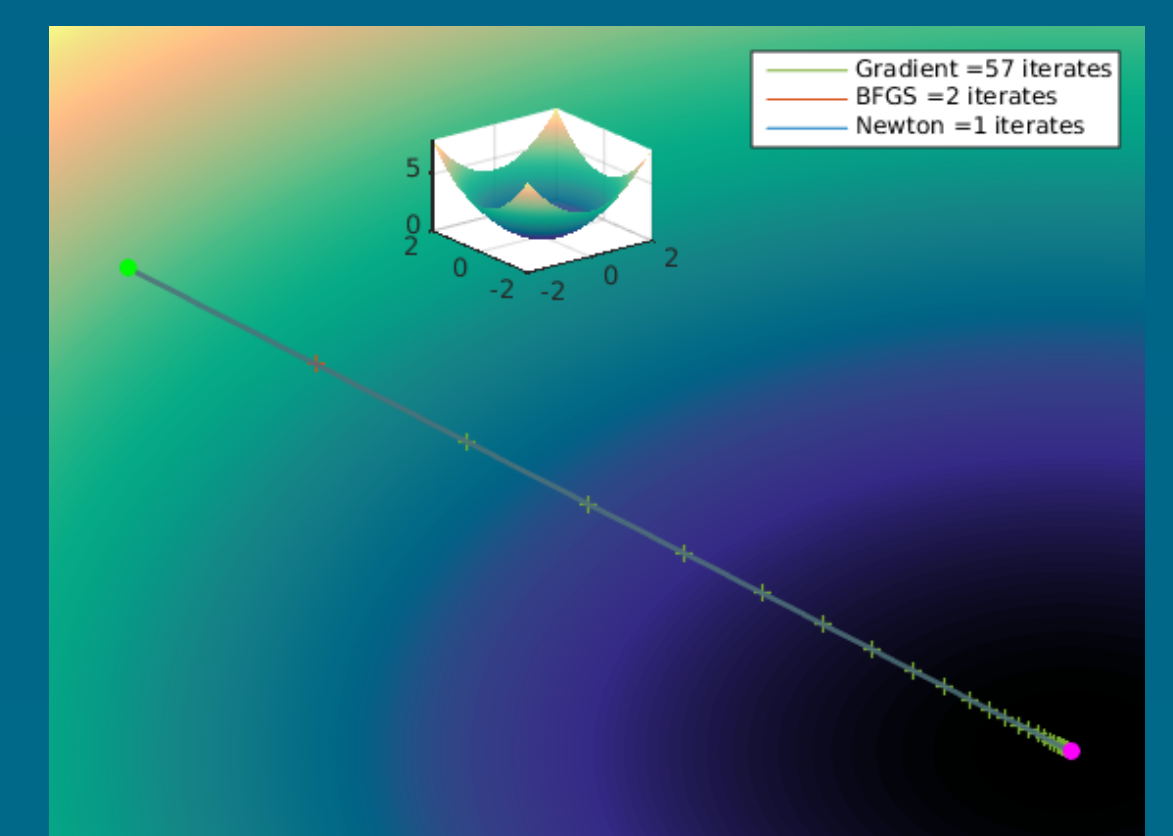 Gradient =57 iterates
BFGS =2 iterates
Newton =1 iterates
5
0
2
0
-2
-2
0
2